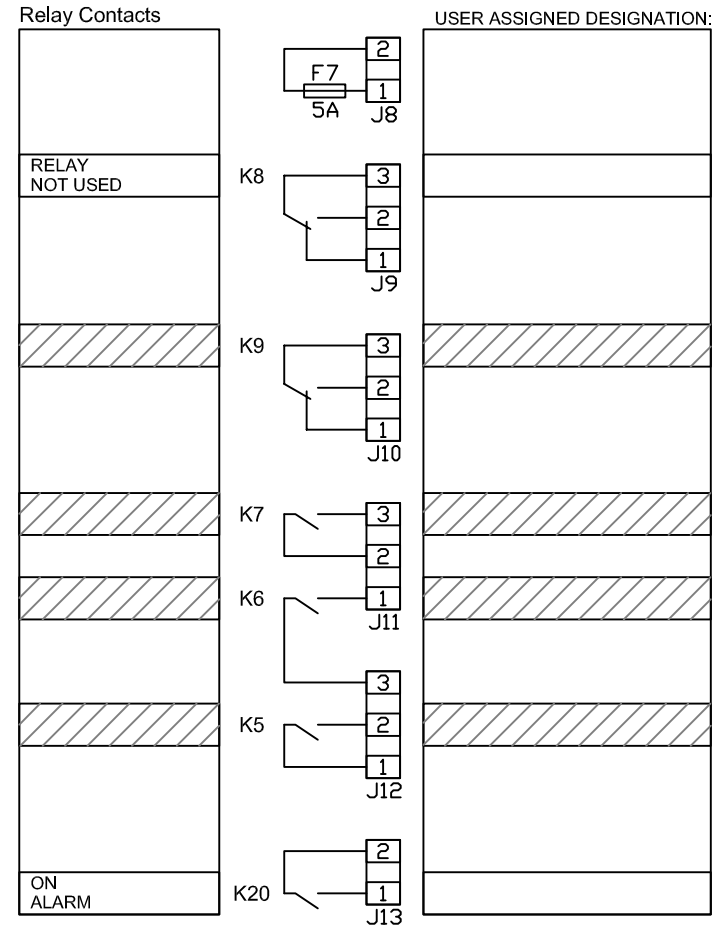 Relay Contacts
USER ASSIGNED DESIGNATION:
2
F7
1
5A
J8
RELAY
NOT USED
K8
3
2
1
J9
K9
3
2
1
J10
K7
3
2
K6
1
J11
3
K5
2
1
J12
2
ON
ALARM
K20
1
J13